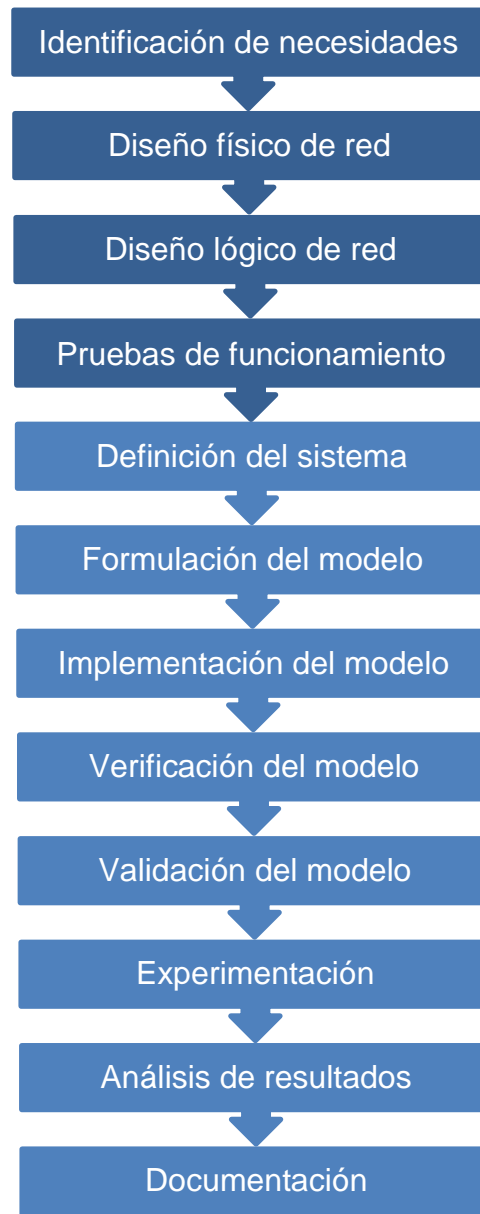 Identificación de necesidades
Diseño físico de red
Diseño lógico de red
Pruebas de funcionamiento
Definición del sistema
Formulación del modelo
Implementación del modelo
Verificación del modelo
Validación del modelo
Experimentación
Análisis de resultados
Documentación